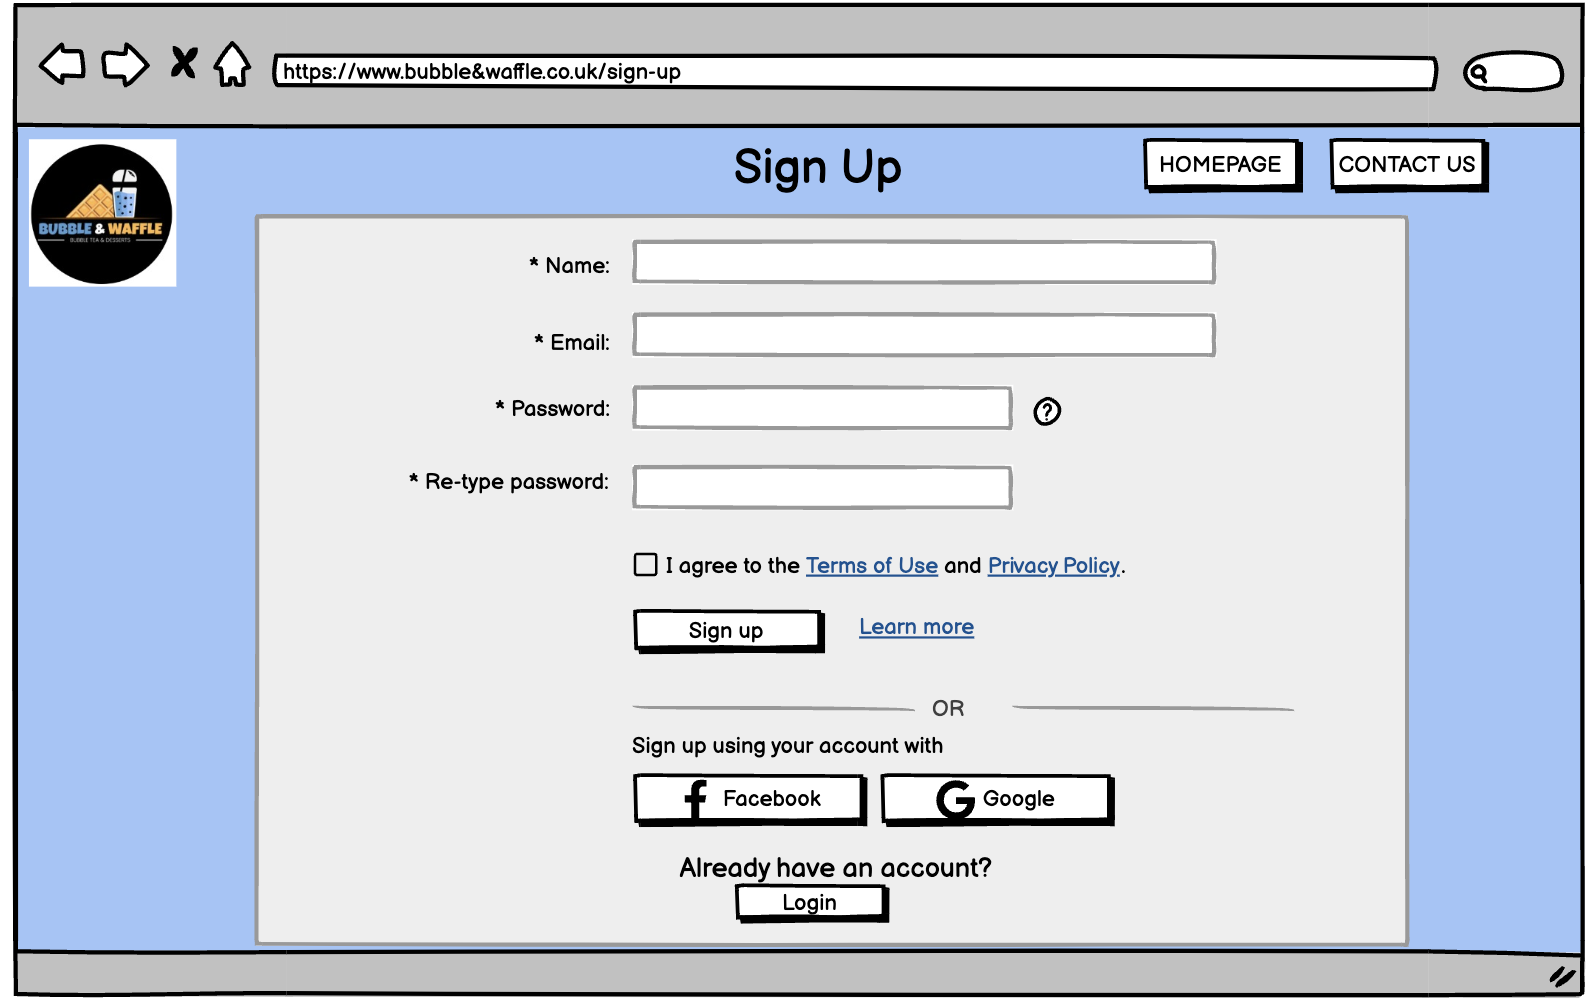 https://www.bubble&waffle.co.uk/sign-up
Sign Up
HOMEPAGE
CONTACT US
BUBBLE & WAFFLE
BUBBLE TEA & DESSERTS
* Name:
* Email:
* Password:
?
* Re-type password:
I agree to the Terms of Use and Privacy Policy.
Sign up
Learn more
OR
Sign up using your account with
f Facebook
G Google
Already have an account?
Login